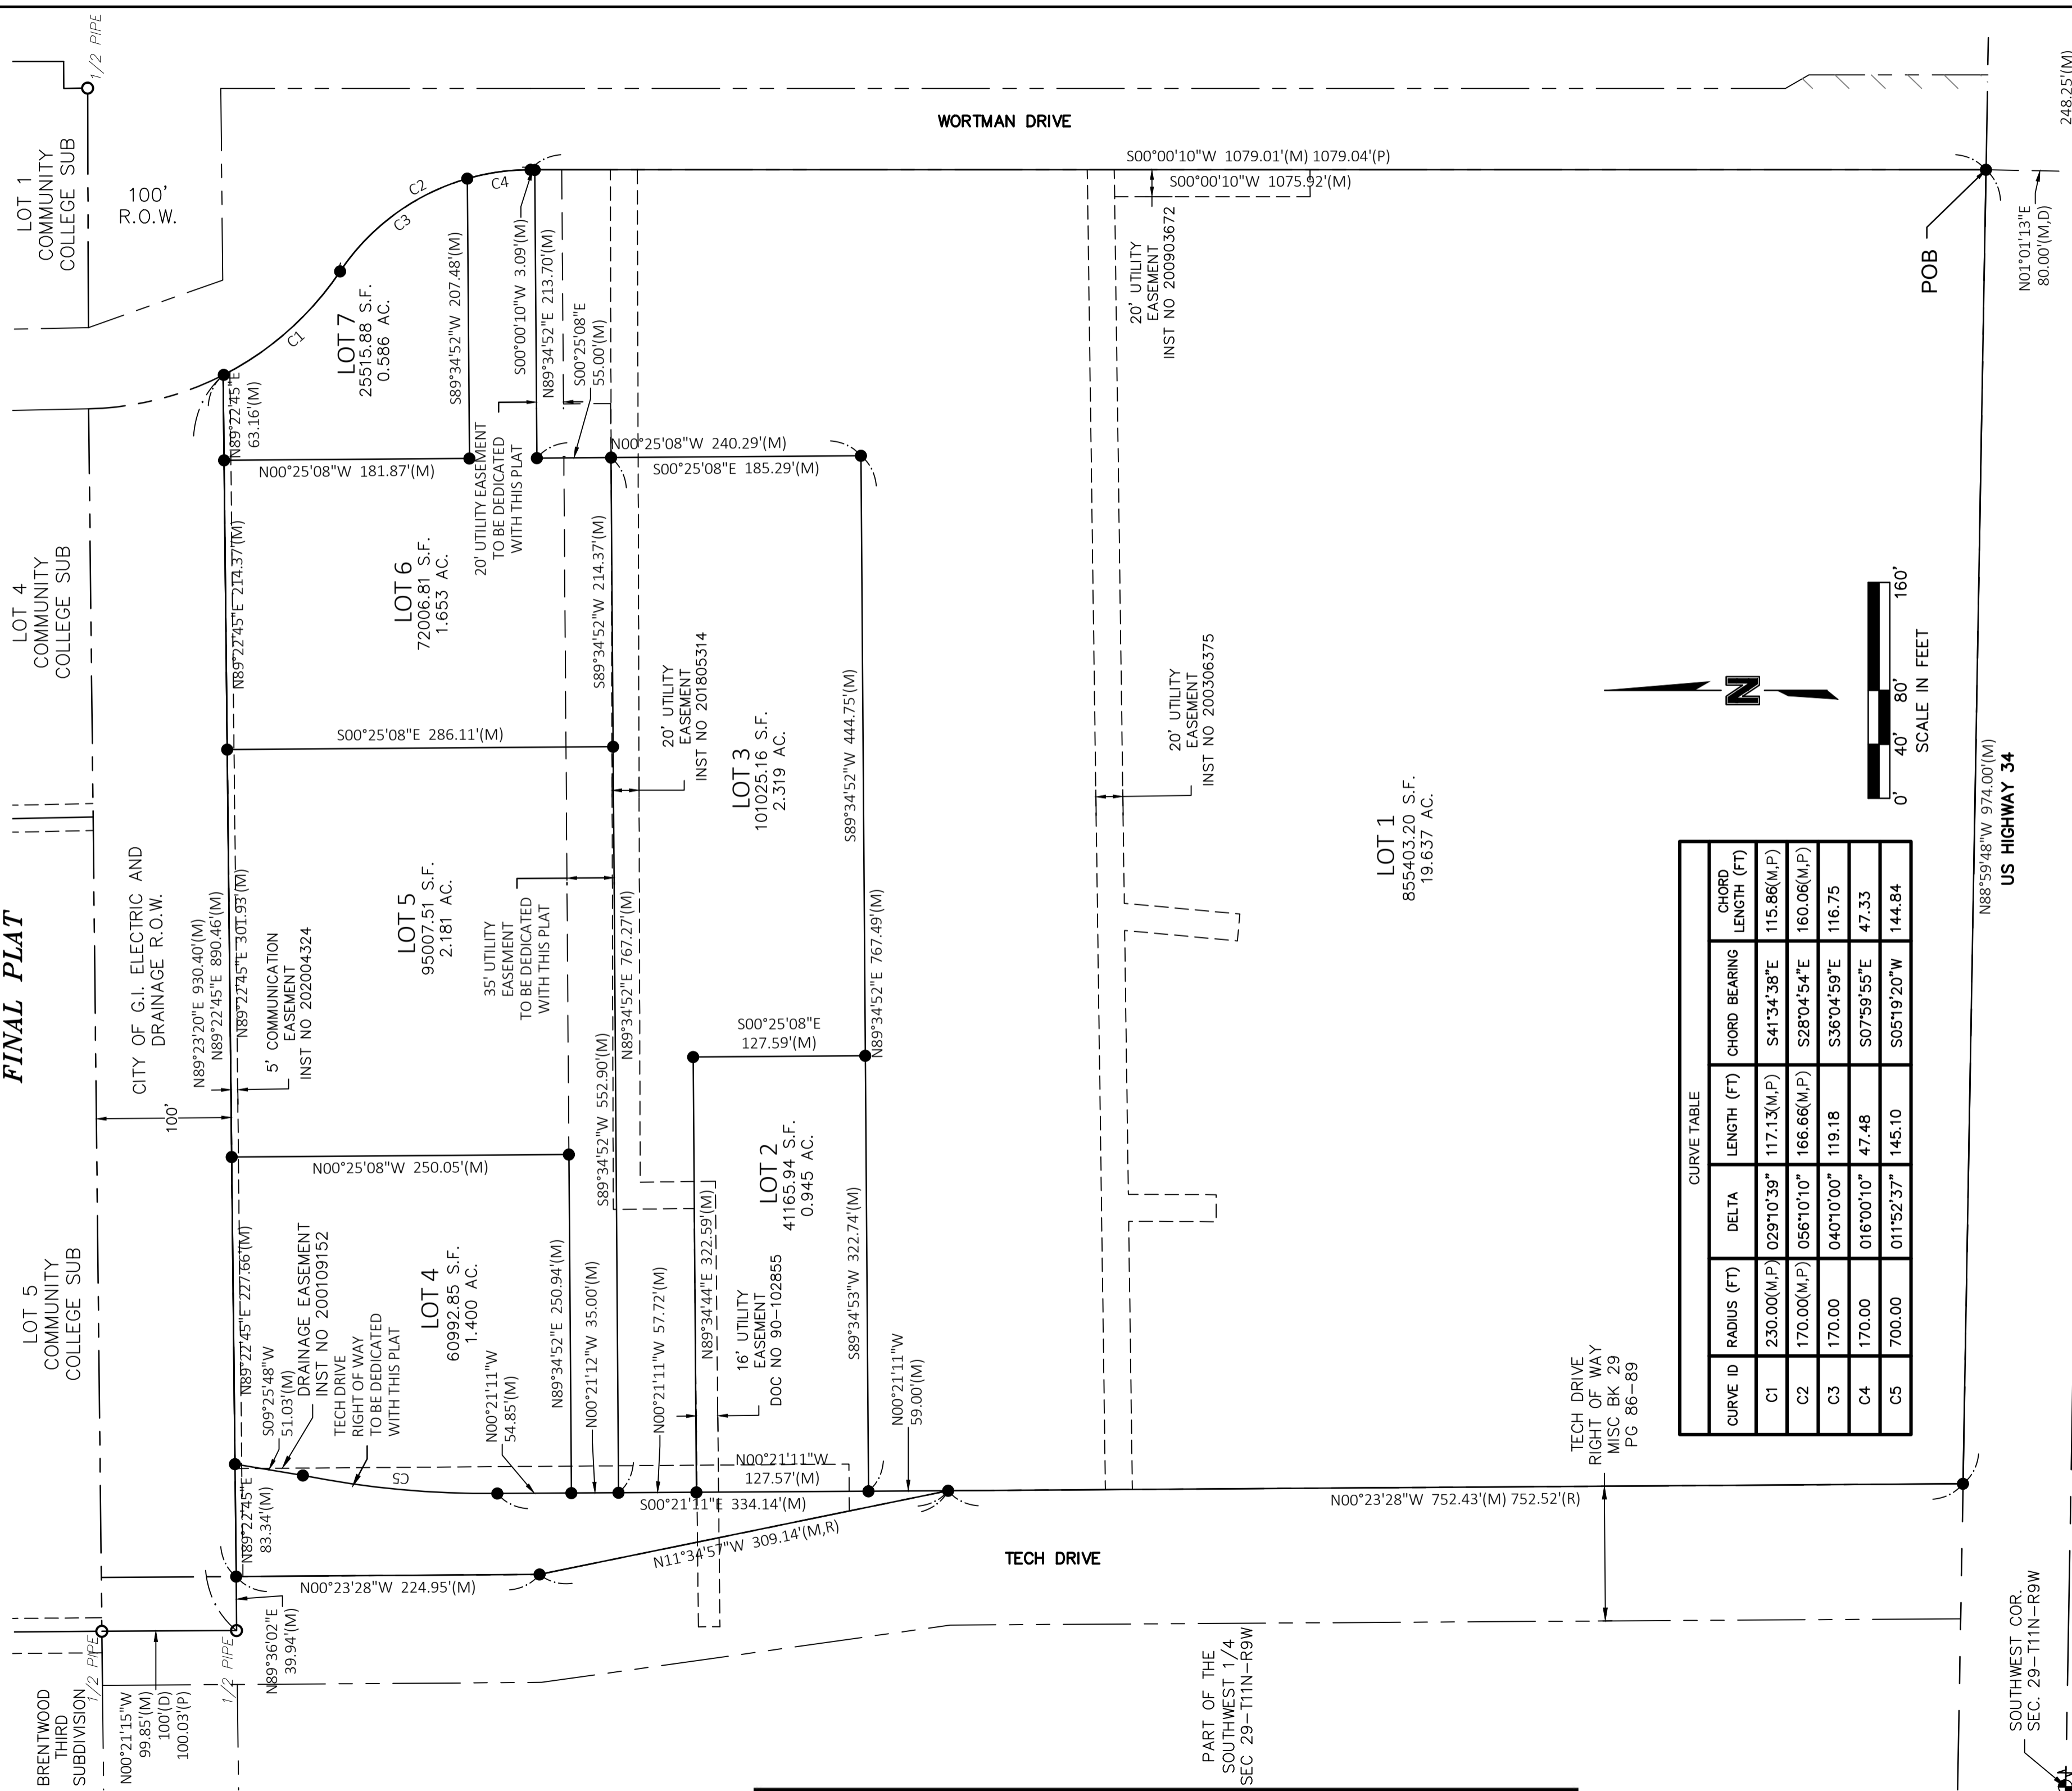 FINAL PLAT
LOT 5
COMMUNITY
COLLEGE SUB
LOT 4
COMMUNITY
COLLEGE SUB
LOT 1
COMMUNITY
COLLEGE SUB
1/2 PIPE
100'
R.O.W.
BRENTWOOD
THIRD
SUBDIVISION
1/2 PIPE
N00°21'15"W
99.85'(M)
100'(D)
100.03'(P)
1/2 PIPE
N89°36'02"E
39.94'(M)
100'
CITY OF G.I. ELECTRIC AND
DRAINAGE R.O.W.
N89°23'20"E 930.40'(M)
N89°22'45"E 890.46'(M)
N89°22'45"E
83.34'(M)
N89°22'45"E 227.66'(M)
N89°22'45"E 301.93'(M)
N89°22'45"E 214.37'(M)
N89°22'45"E
63.16'(M)
5' COMMUNICATION
EASEMENT
INST NO 202004324
S09°25'48"W
51.03'(M)
DRAINAGE EASEMENT
INST NO 200109152
TECH DRIVE
RIGHT OF WAY
TO BE DEDICATED
WITH THIS PLAT
C5
LOT 4
60992.85 S.F.
1.400 AC.
N00°25'08"W 250.05'(M)
LOT 5
95007.51 S.F.
2.181 AC.
S00°25'08"E 286.11'(M)
LOT 6
72006.81 S.F.
1.653 AC.
N00°25'08"W 181.87'(M)
LOT 7
25515.88 S.F.
0.586 AC.
C1
C2
C3
C4
WORTMAN DRIVE
S89°34'52"W 207.48'(M)
S00°00'10"W 3.09'(M)
N89°34'52"E 213.70'(M)
S00°25'08"E
55.00'(M)
20' UTILITY EASEMENT
TO BE DEDICATED
WITH THIS PLAT
N00°25'08"W 240.29'(M)
S00°25'08"E 185.29'(M)
S89°34'52"W 214.37'(M)
35' UTILITY
EASEMENT
TO BE DEDICATED
WITH THIS PLAT
N00°21'11"W
54.85'(M)
N89°34'52"E 250.94'(M)
N00°21'12"W 35.00'(M)
S89°34'52"W 552.90'(M)
N89°34'52"E 767.27'(M)
20' UTILITY
EASEMENT
INST NO 201805314
N00°21'11"W 57.72'(M)
N89°34'44"E 322.59'(M)
16' UTILITY
EASEMENT
DOC NO 90-102855
LOT 2
41165.94 S.F.
0.945 AC.
S00°25'08"E
127.59'(M)
LOT 3
101025.16 S.F.
2.319 AC.
S89°34'52"W 444.75'(M)
S89°34'53"W 322.74'(M)
N89°34'52"E 767.49'(M)
N00°21'11"W
127.57'(M)
S00°21'11"E 334.14'(M)
N00°21'11"W
59.00'(M)
N00°23'28"W 224.95'(M)
N11°34'57"W 309.14'(M,R)
TECH DRIVE
S00°00'10"W 1079.01'(M) 1079.04'(P)
S00°00'10"W 1075.92'(M)
20' UTILITY
EASEMENT
INST NO 200903672
20' UTILITY
EASEMENT
INST NO 200306375
LOT 1
855403.20 S.F.
19.637 AC.
PART OF THE
SOUTHWEST 1/4
SEC 29-T11N-R9W
N00°23'28"W 752.43'(M) 752.52'(R)
TECH DRIVE
RIGHT OF WAY
MISC BK 29
PG 86-89
CURVE TABLE
CURVE ID RADIUS (FT) DELTA LENGTH (FT) CHORD BEARING CHORD LENGTH (FT)
C1 230.00(M,P) 029°10'39" 117.13(M,P) S41°34'38"E 115.86(M,P)
C2 170.00(M,P) 056°10'10" 166.66(M,P) S28°04'54"E 160.06(M,P)
C3 170.00 040°10'00" 119.18 S36°04'59"E 116.75
C4 170.00 016°00'10" 47.48 S07°59'55"E 47.33
C5 700.00 011°52'37" 145.10 S05°19'20"W 144.84
N
0' 40' 80' 160'
SCALE IN FEET
POB
N88°59'48"W 974.00'(M)
US HIGHWAY 34
N01°01'13"E
80.00'(M,D)
248.25'(M)
SOUTHWEST COR.
SEC. 29-T11N-R9W